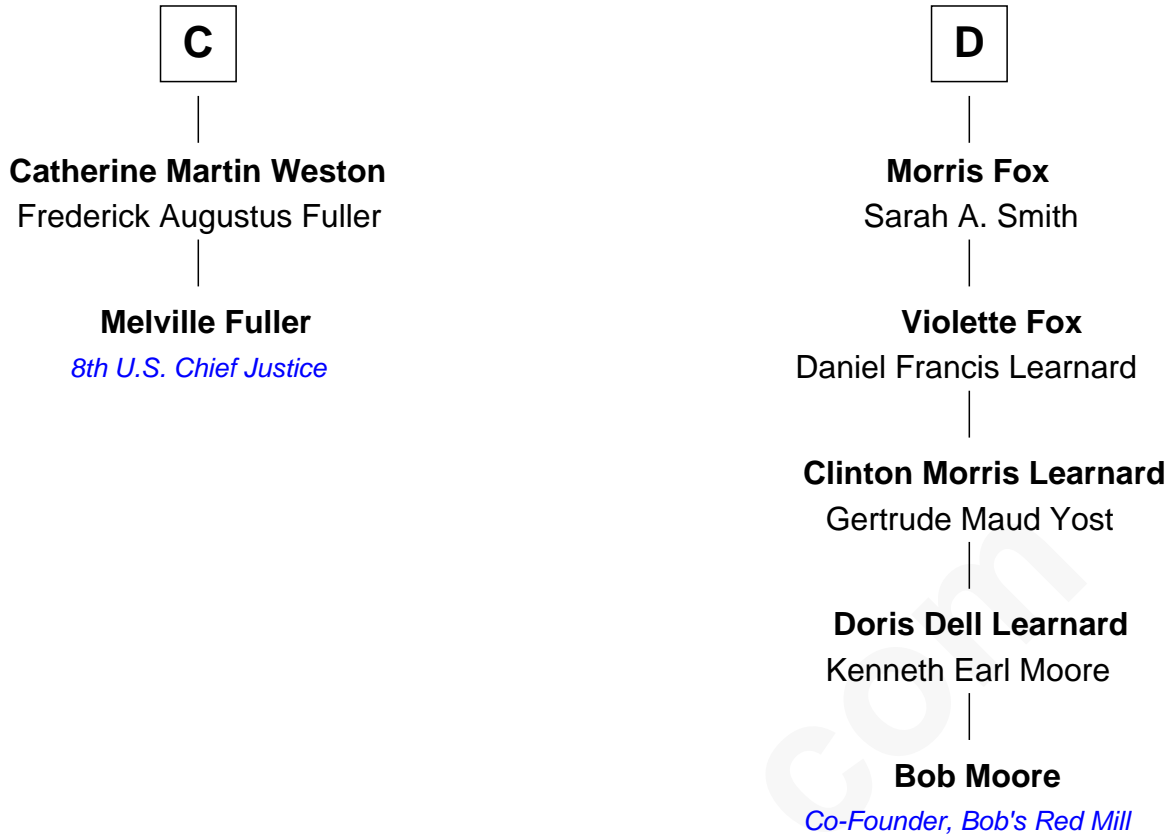 C
Catherine Martin Weston
Frederick Augustus Fuller
Melville Fuller
8th U.S. Chief Justice
D
Morris Fox
Sarah A. Smith
Violette Fox
Daniel Francis Learnard
Clinton Morris Learnard
Gertrude Maud Yost
Doris Dell Learnard
Kenneth Earl Moore
Bob Moore
Co-Founder, Bob's Red Mill
com